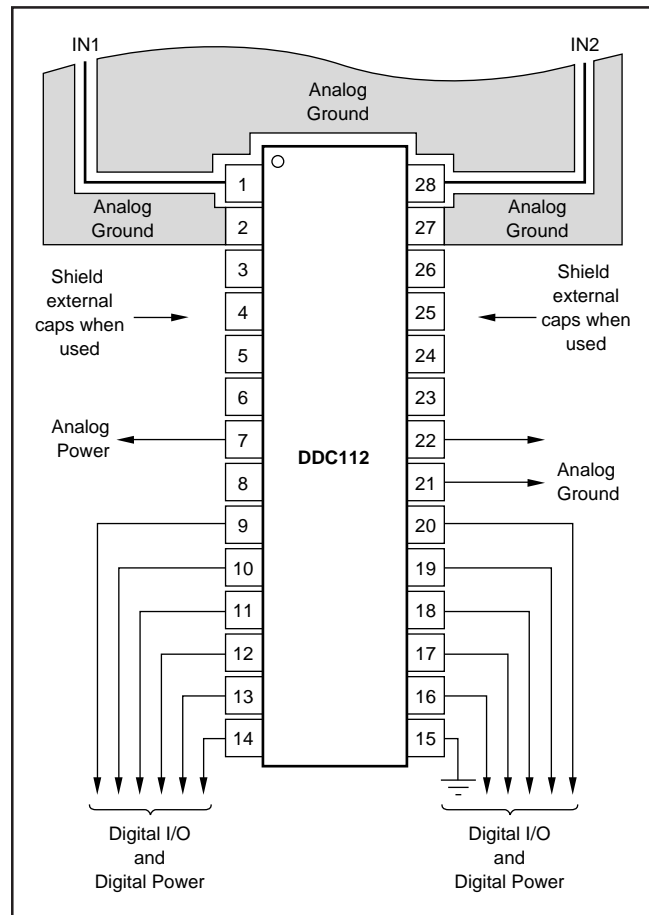 IN1 IN2
Analog
Ground
1 28
Analog
Ground
2 27
Analog
Ground
3 26
Shield
external
caps when
used
4 25
Shield
external
caps when
used
5 24
6 23
Analog
Power
7 22
DDC112
8 21
Analog
Ground
9 20
10 19
11 18
12 17
13 16
14 15
Digital I/O
and
Digital Power
Digital I/O
and
Digital Power